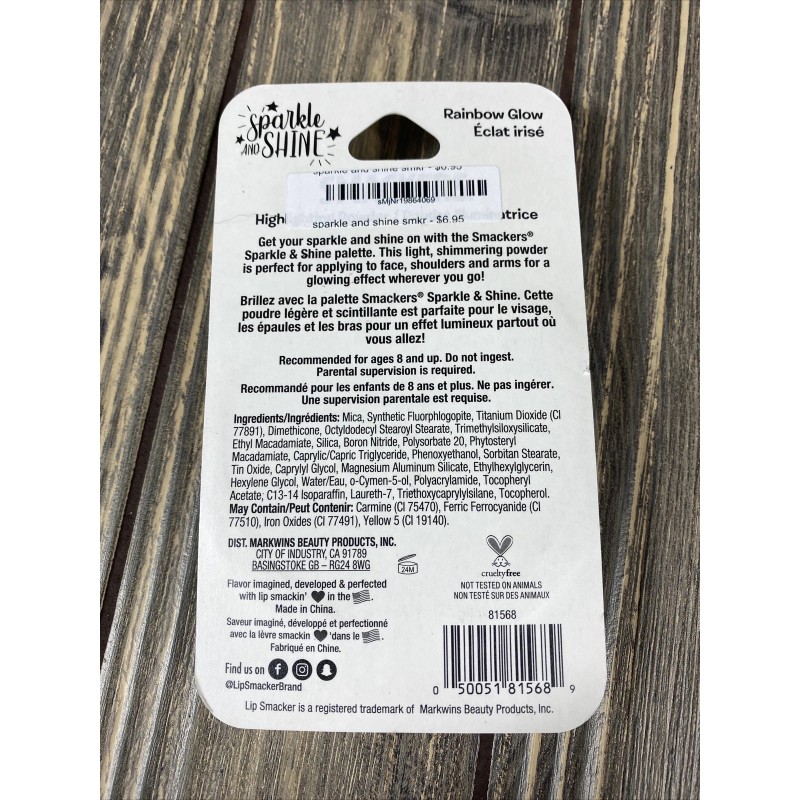 Sparkle
AND SHINE
Rainbow Glow
Éclat irisé
sparkle and shine smkr - $6.95
sMjNr19864069
sparkle and shine smkr - $6.95
High
atrice
Get your sparkle and shine on with the Smackers®
Sparkle & Shine palette. This light, shimmering powder
is perfect for applying to face, shoulders and arms for a
glowing effect wherever you go!
Brillez avec la palette Smackers® Sparkle & Shine. Cette
poudre légère et scintillante est parfaite pour le visage,
les épaules et les bras pour un effet lumineux partout où
vous allez!
Recommended for ages 8 and up. Do not ingest.
Parental supervision is required.
Recommandé pour les enfants de 8 ans et plus. Ne pas ingérer.
Une supervision parentale est requise.
Ingredients/Ingrédients: Mica, Synthetic Fluorphlogopite, Titanium Dioxide (CI
77891), Dimethicone, Octyldodecyl Stearoyl Stearate, Trimethylsiloxysilicate,
Ethyl Macadamiate, Silica, Boron Nitride, Polysorbate 20, Phytosteryl
Macadamiate, Caprylic/Capric Triglyceride, Phenoxyethanol, Sorbitan Stearate,
Tin Oxide, Caprylyl Glycol, Magnesium Aluminum Silicate, Ethylhexylglycerin,
Hexylene Glycol, Water/Eau, o-Cymen-5-ol, Polyacrylamide, Tocopheryl
Acetate, C13-14 Isoparaffin, Laureth-7, Triethoxycaprylylsilane, Tocopherol.
May Contain/Peut Contenir: Carmine (CI 75470), Ferric Ferrocyanide (CI
77510), Iron Oxides (CI 77491), Yellow 5 (CI 19140).
DIST. MARKWINS BEAUTY PRODUCTS, INC.
CITY OF INDUSTRY, CA 91789
BASINGSTOKE GB – RG24 8WG
24M
crueltyfree
NOT TESTED ON ANIMALS
NON TESTÉ SUR DES ANIMAUX
Flavor imagined, developed & perfected
with lip smackin' ♥ in the
Made in China.
Saveur imaginé, développé et perfectionné
avec la lèvre smackin ♥ 'dans le
Fabriqué en Chine.
81568
Find us on
@LipSmackerBrand
0 50051 81568 9
Lip Smacker is a registered trademark of Markwins Beauty Products, Inc.